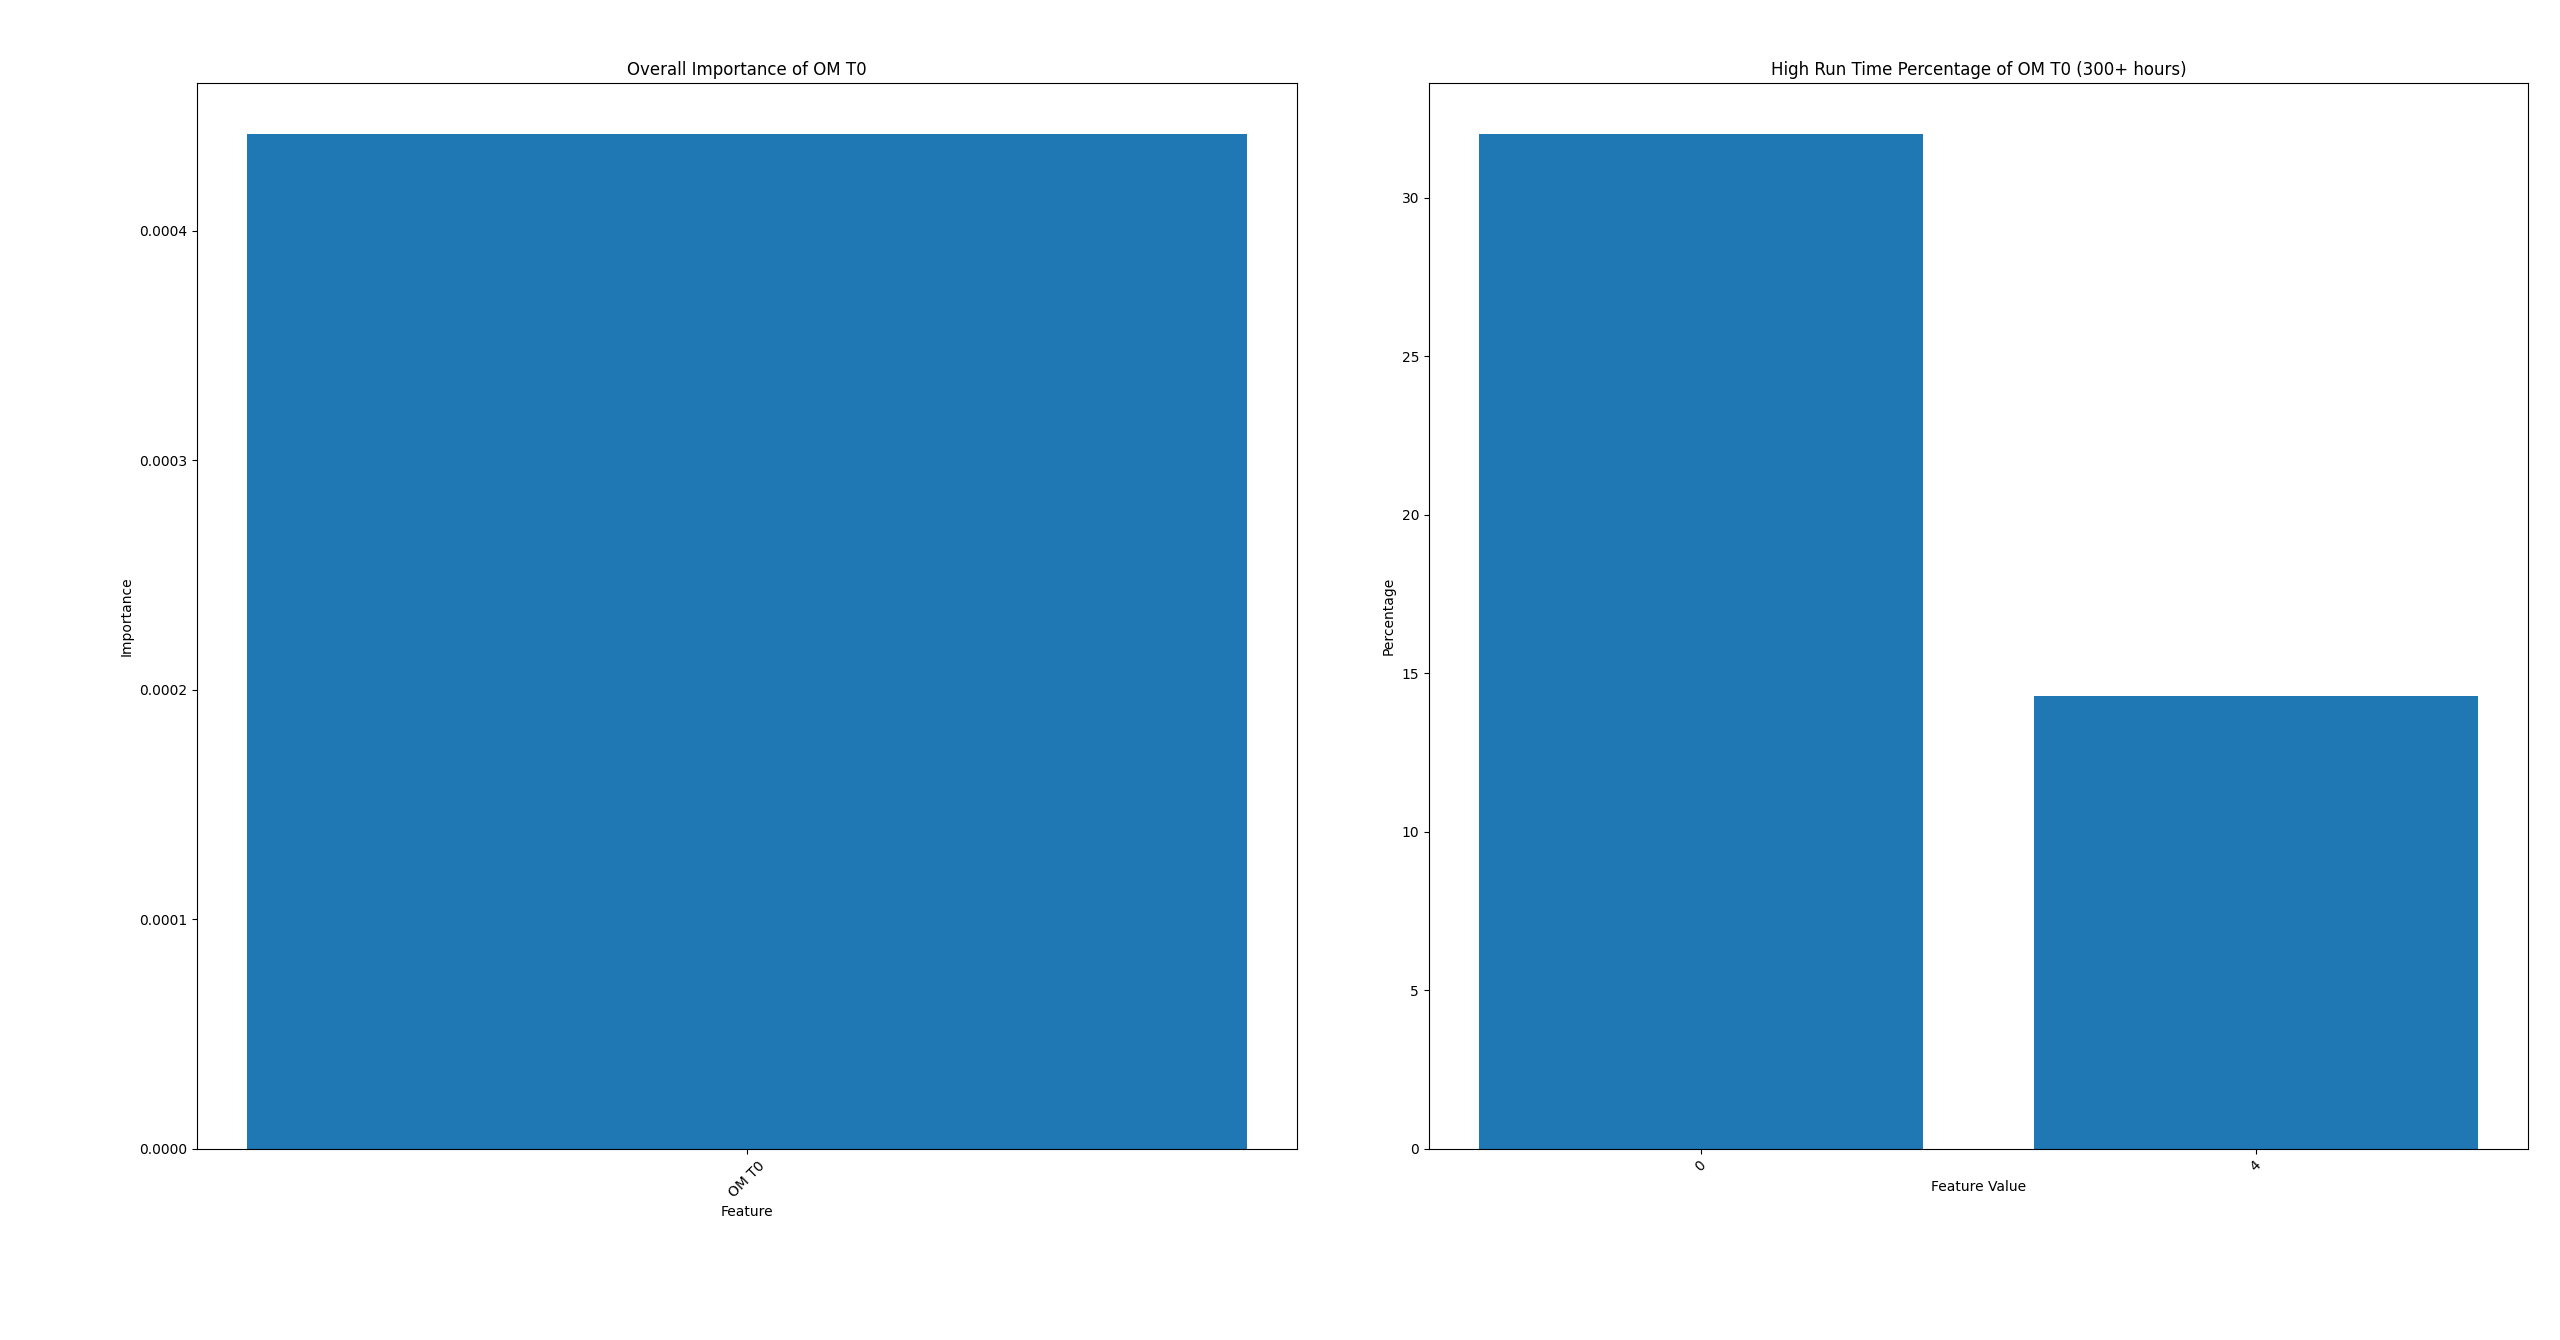 Overall Importance of OM T0
0.0004
0.0003
0.0002
0.0001
0.0000
Importance
OM T0
Feature
High Run Time Percentage of OM T0 (300+ hours)
30
25
20
15
10
5
0
Percentage
0
4
Feature Value